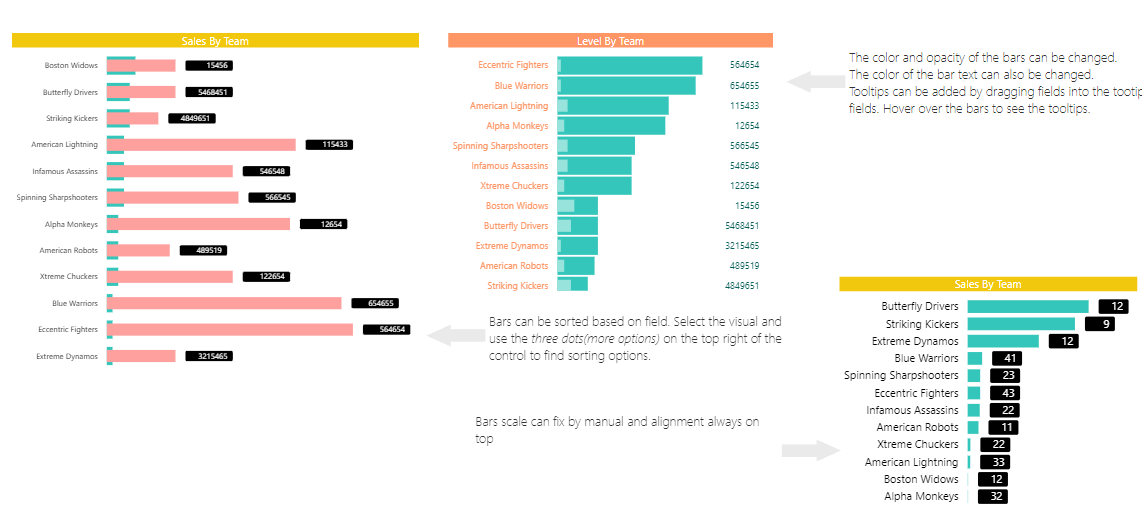 Sales By Team
Boston Widows 15456
Butterfly Drivers 5468451
Striking Kickers 4849651
American Lightning 115433
Infamous Assassins 546548
Spinning Sharpshooters 566545
Alpha Monkeys 12654
American Robots 489519
Xtreme Chuckers 122654
Blue Warriors 654655
Eccentric Fighters 564654
Extreme Dynamos 3215465
Level By Team
Eccentric Fighters 564654
Blue Warriors 654655
American Lightning 115433
Alpha Monkeys 12654
Spinning Sharpshooters 566545
Infamous Assassins 546548
Xtreme Chuckers 122654
Boston Widows 15456
Butterfly Drivers 5468451
Extreme Dynamos 3215465
American Robots 489519
Striking Kickers 4849651
The color and opacity of the bars can be changed.
The color of the bar text can also be changed.
Tooltips can be added by dragging fields into the tootip
fields. Hover over the bars to see the tooltips.
Bars can be sorted based on field. Select the visual and
use the three dots(more options) on the top right of the
control to find sorting options.
Bars scale can fix by manual and alignment always on
top
Sales By Team
Butterfly Drivers 12
Striking Kickers 9
Extreme Dynamos 12
Blue Warriors 41
Spinning Sharpshooters 23
Eccentric Fighters 43
Infamous Assassins 22
American Robots 11
Xtreme Chuckers 22
American Lightning 33
Boston Widows 12
Alpha Monkeys 32